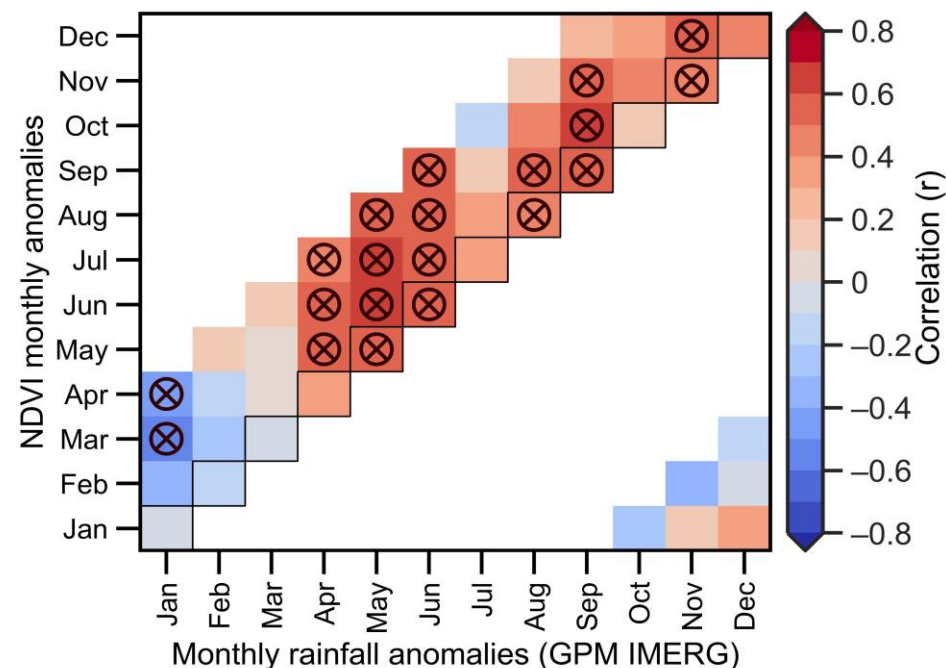 NDVI monthly anomalies
Dec
Nov
Oct
Sep
Aug
Jul
Jun
May
Apr
Mar
Feb
Jan
Jan
Feb
Mar
Apr
May
Jun
Jul
Aug
Sep
Oct
Nov
Dec
Monthly rainfall anomalies (GPM IMERG)
0.8
0.6
0.4
0.2
0
−0.2
−0.4
−0.6
−0.8
Correlation (r)